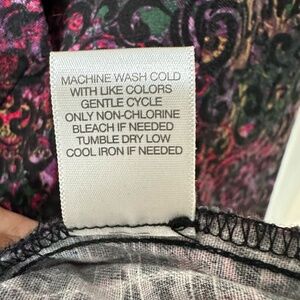 MACHINE WASH COLD
WITH LIKE COLORS
GENTLE CYCLE
ONLY NON-CHLORINE
BLEACH IF NEEDED
TUMBLE DRY LOW
COOL IRON IF NEEDED